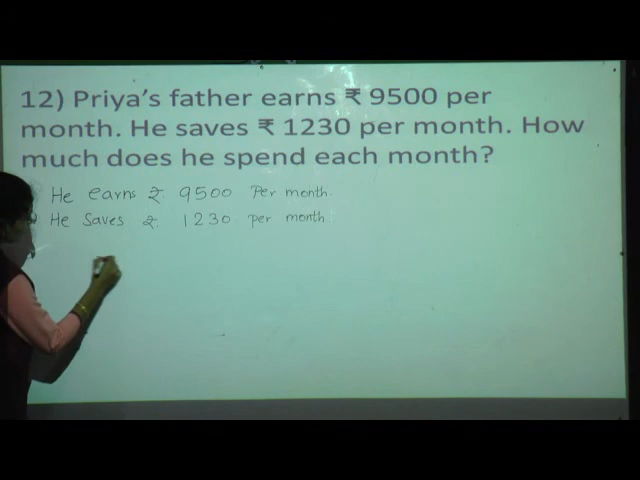 12) Priya's father earns ₹ 9500 per
month. He saves ₹ 1230 per month. How
much does he spend each month?
He earns ₹. 9500 Per month.
He Saves ₹. 1230 per month